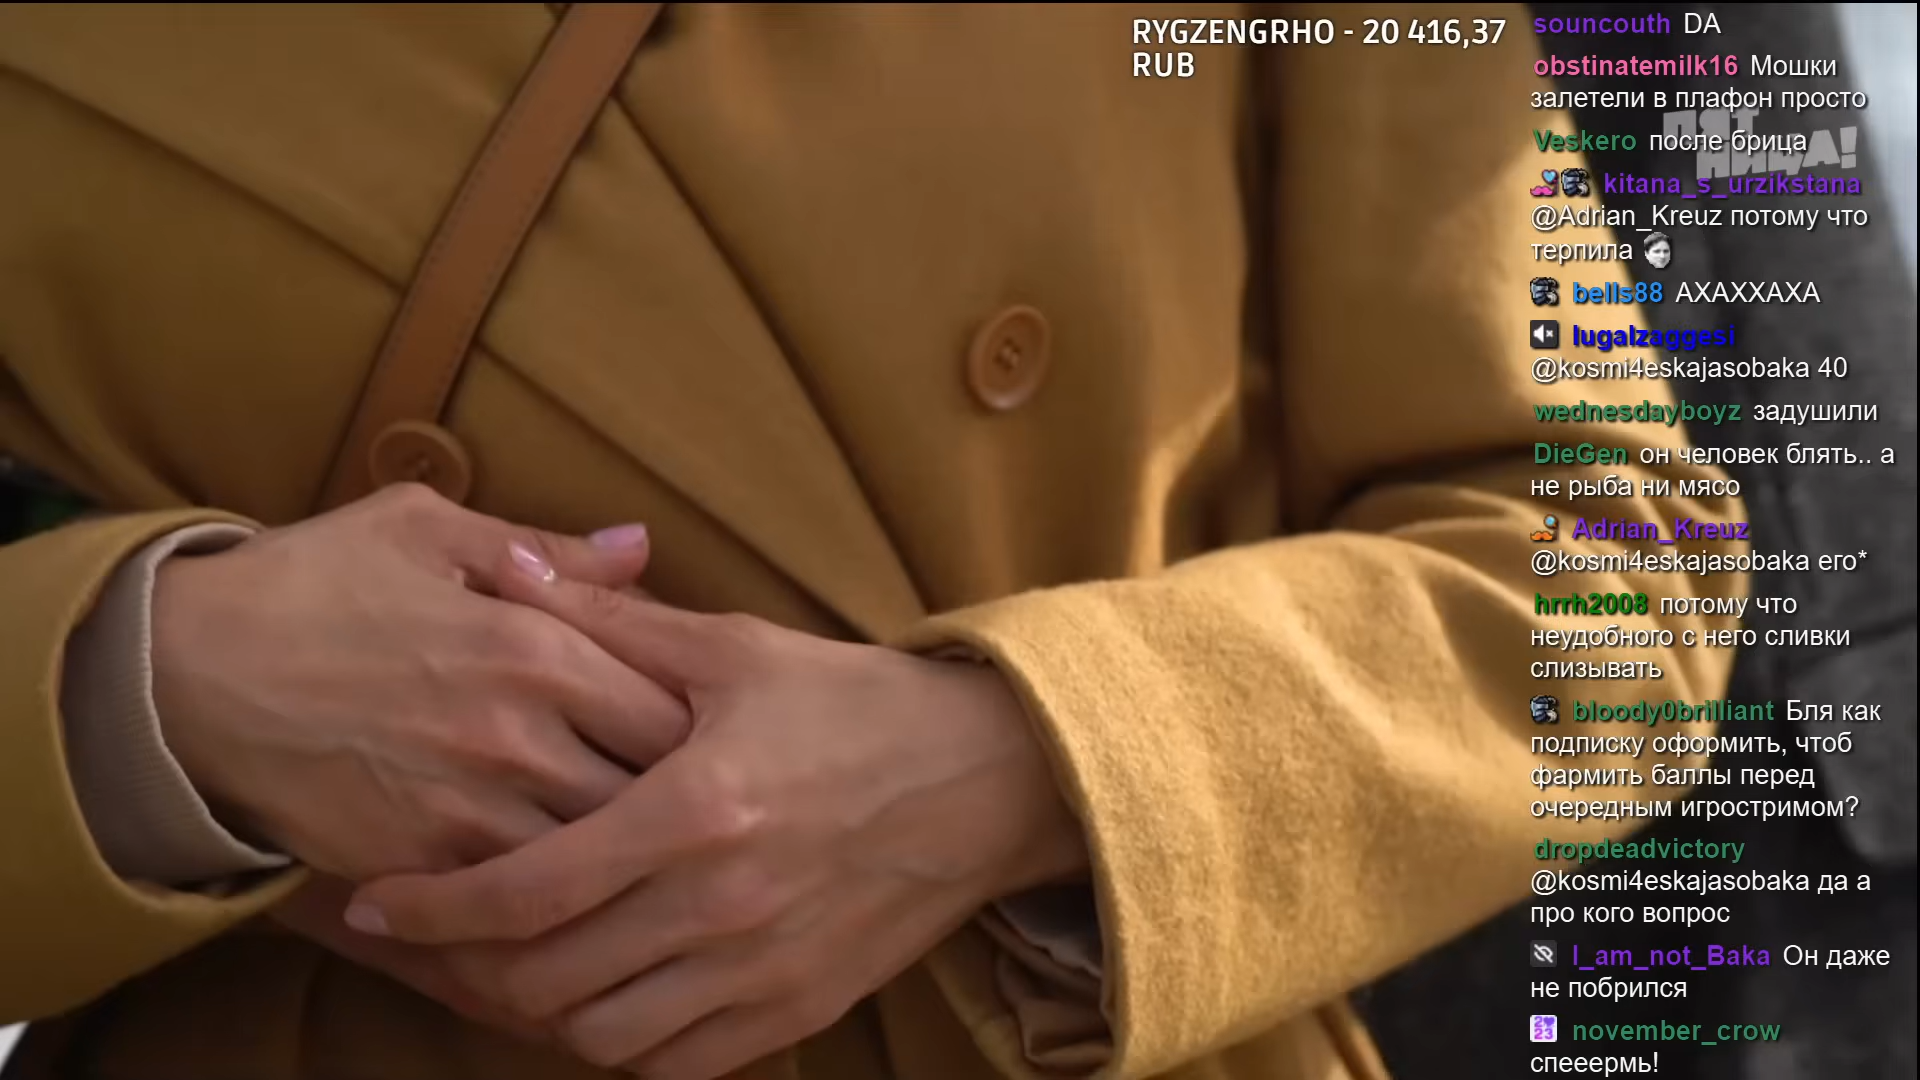 RYGZENGRHO - 20 416,37
RUB
souncouth DA
obstinatemilk16 Мошки
залетели в плафон просто
ПЯТ
НИЦА!
Veskero после брица
kitana_s_urzikstana
@Adrian_Kreuz потому что
терпила
bells88 АХАХХАХА
lugalzaggesi
@kosmi4eskajasobaka 40
wednesdayboyz задушили
DieGen он человек блять.. а
не рыба ни мясо
Adrian_Kreuz
@kosmi4eskajasobaka его*
hrrh2008 потому что
неудобного с него сливки
слизывать
bloody0brilliant Бля как
подписку оформить, чтоб
фармить баллы перед
очередным игростримом?
dropdeadvictory
@kosmi4eskajasobaka да а
про кого вопрос
I_am_not_Baka Он даже
не побрился
2023 november_crow
спееермь!